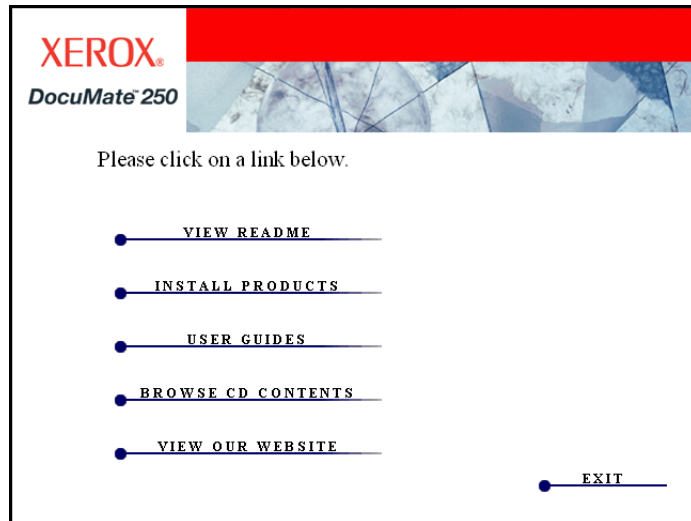 XEROX®
DocuMate™ 250
Please click on a link below.
VIEW README
INSTALL PRODUCTS
USER GUIDES
BROWSE CD CONTENTS
VIEW OUR WEBSITE
EXIT